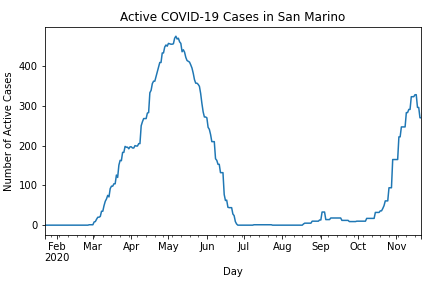 Active COVID-19 Cases in San Marino
Number of Active Cases
400
300
200
100
0
Feb Mar Apr May Jun Jul Aug Sep Oct Nov
2020
Day